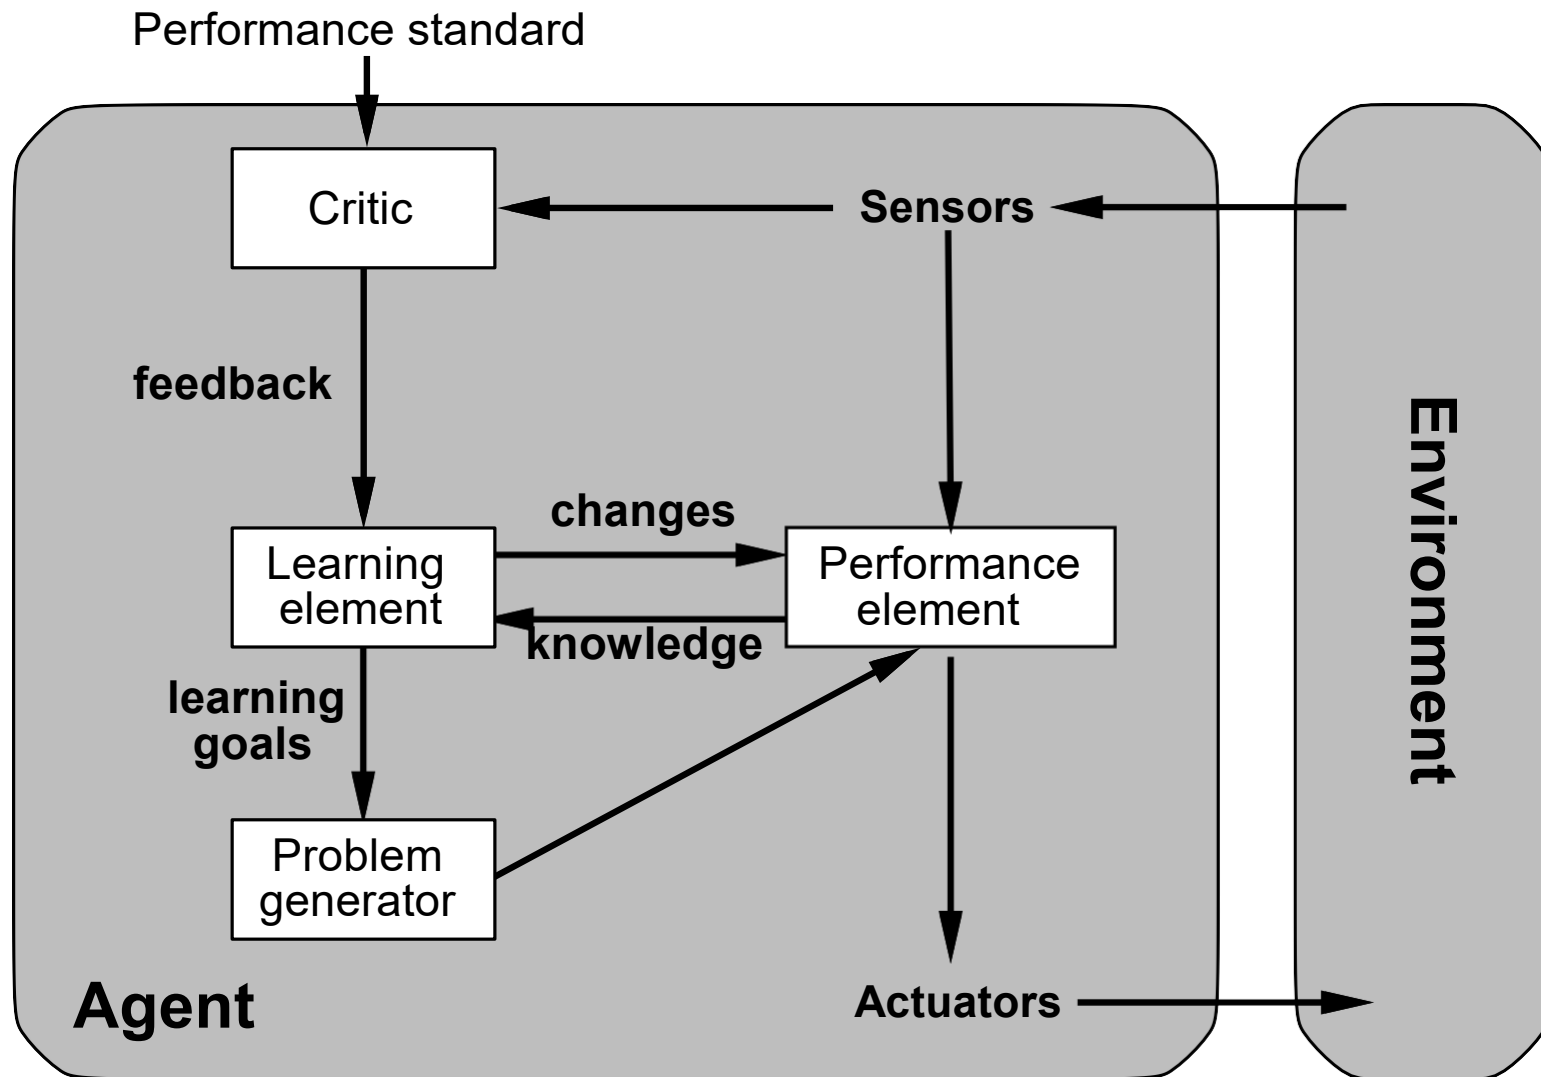 Performance standard
Critic
Sensors
feedback
changes
Learning
element
Performance
element
knowledge
learning
goals
Problem
generator
Agent
Actuators
Environment